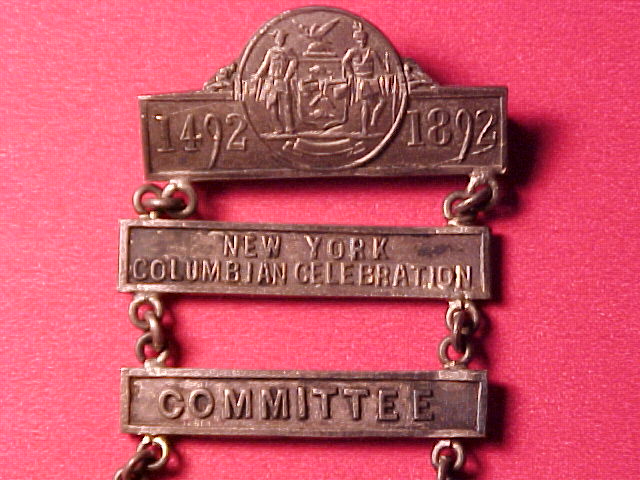 1492 1892
NEW YORK
COLUMBIAN CELEBRATION
COMMITTEE